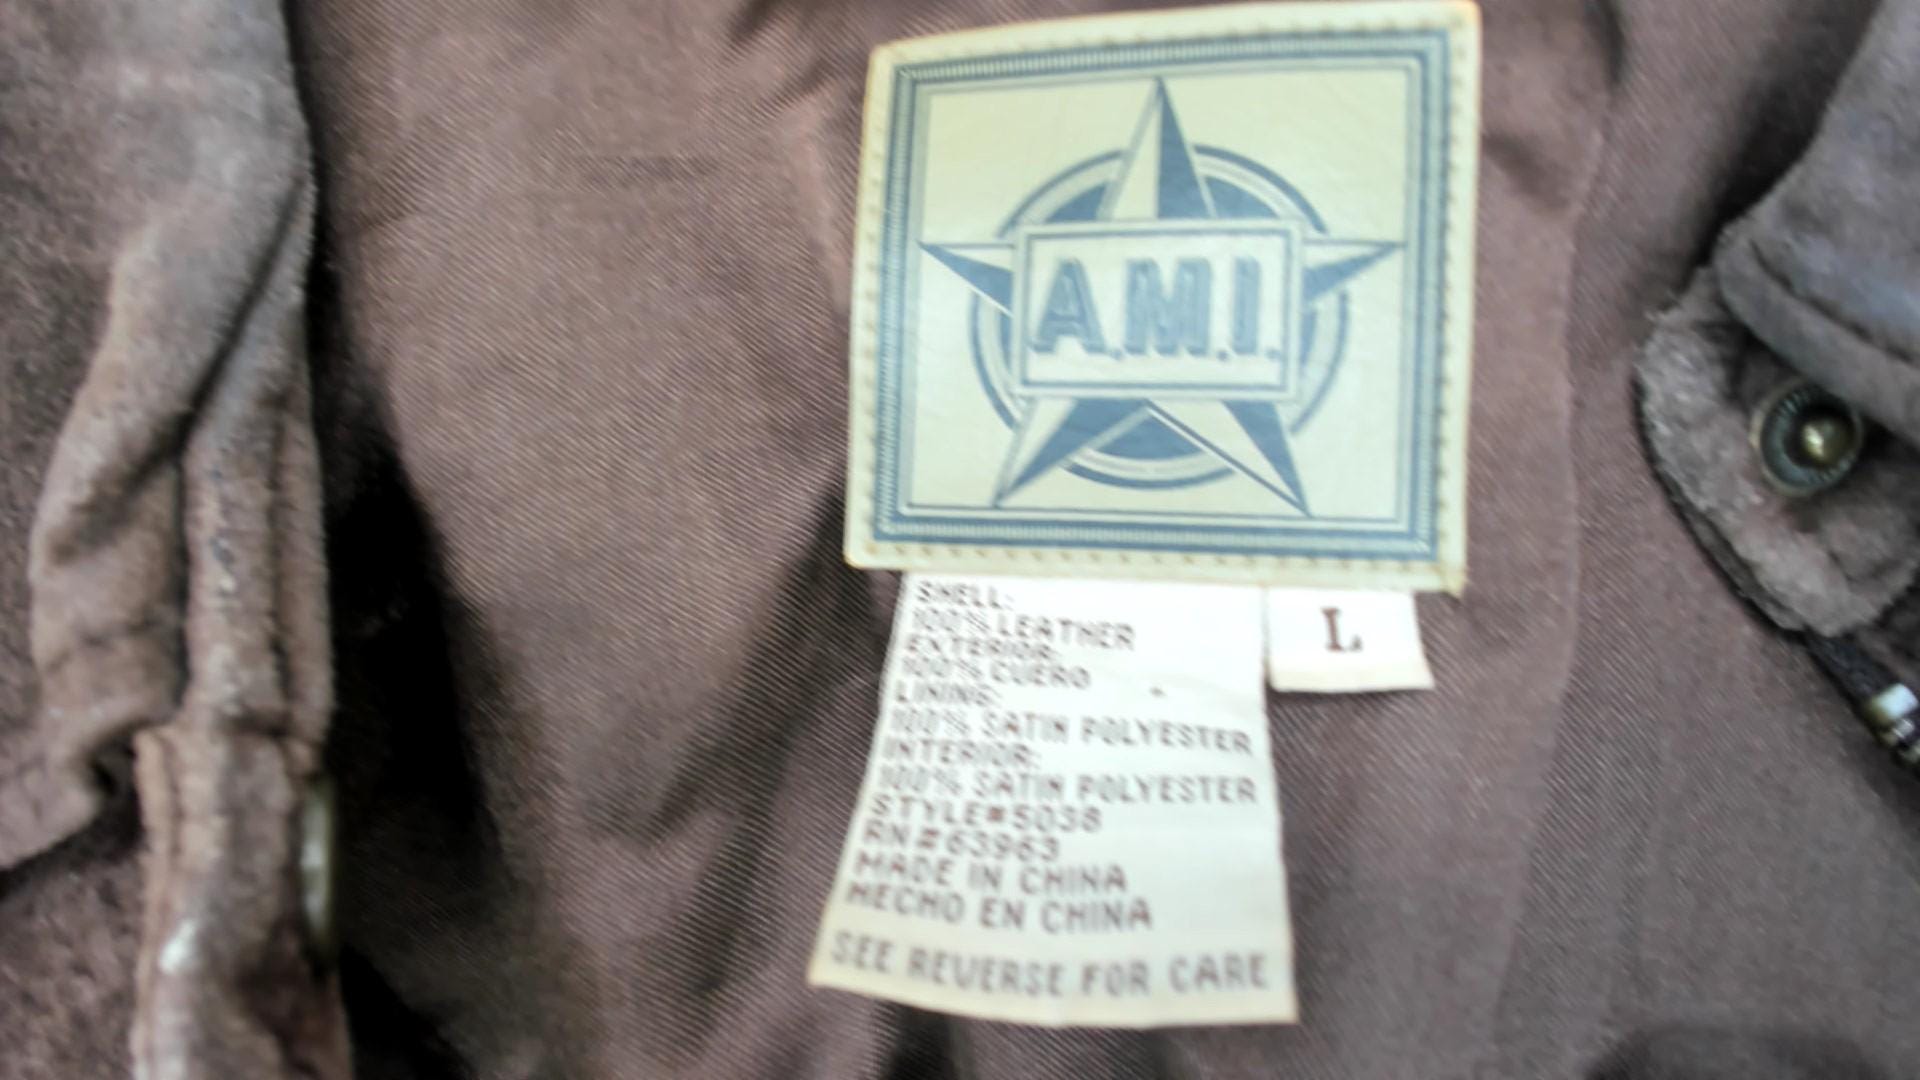 A.M.I.
L
SHELL:
100% LEATHER
EXTERIOR:
100% CUERO
LINING:
100% SATIN POLYESTER
INTERIOR:
100% SATIN POLYESTER
STYLE#5038
RN#63963
MADE IN CHINA
HECHO EN CHINA
SEE REVERSE FOR CARE